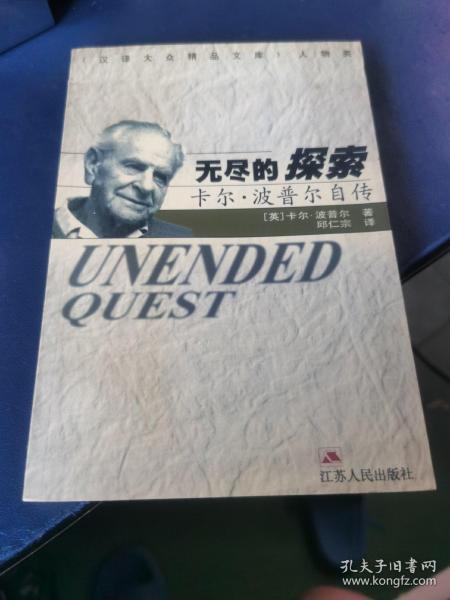 (汉译大众精品文库)人物类
无尽的探索
卡尔·波普尔自传
[英]卡尔·波普尔 著
邱仁宗 译
UNENDED
QUEST
江苏人民出版社
孔夫子旧书网
www.kongfz.com